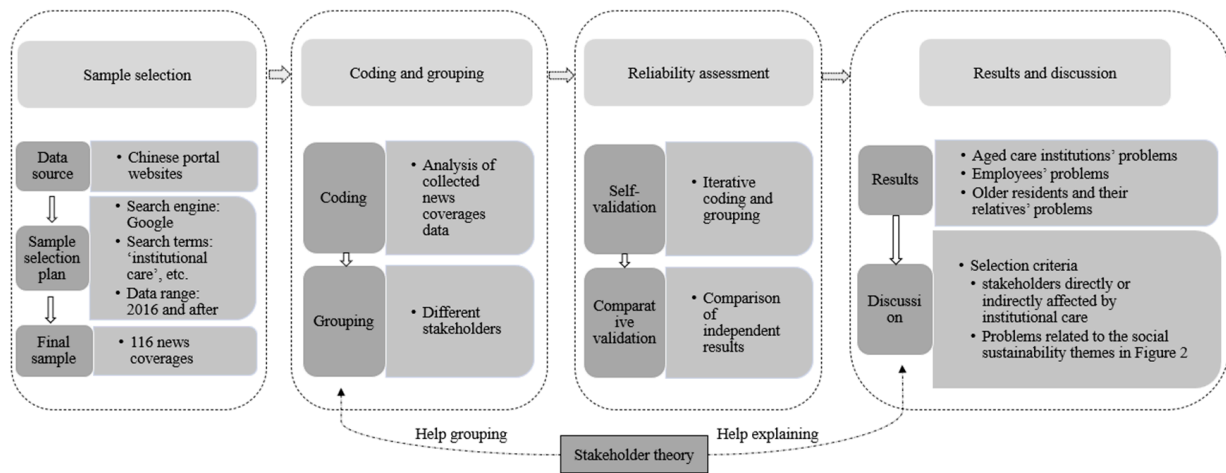 Sample selection
Data
source
• Chinese portal
websites
Sample
selection
plan
• Search engine:
Google
• Search terms:
‘institutional
care’, etc.
• Data range:
2016 and after
Final
sample
• 116 news
coverages
Coding and grouping
Coding
• Analysis of
collected
news
coverages
data
Grouping
• Different
stakeholders
Reliability assessment
Self-
validation
• Iterative
coding and
grouping
Comparat
ive
validation
• Comparison
of
independent
results
Results and discussion
Results
• Aged care institutions’ problems
• Employees’ problems
• Older residents and their
relatives’ problems
Discussi
on
• Selection criteria
• stakeholders directly or
indirectly affected by
institutional care
• Problems related to the social
sustainability themes in Figure 2
Help grouping
Stakeholder theory
Help explaining